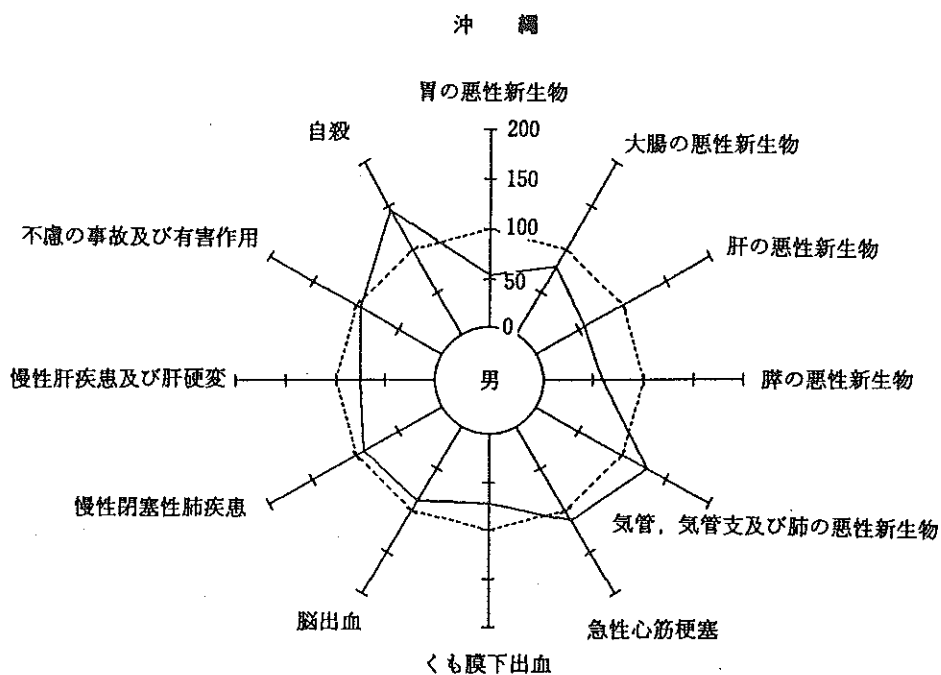 沖 縄
胃の悪性新生物
200
150
100
50
0
大腸の悪性新生物
肝の悪性新生物
膵の悪性新生物
気管，気管支及び肺の悪性新生物
急性心筋梗塞
くも膜下出血
脳出血
慢性閉塞性肺疾患
慢性肝疾患及び肝硬変
不慮の事故及び有害作用
自殺
男